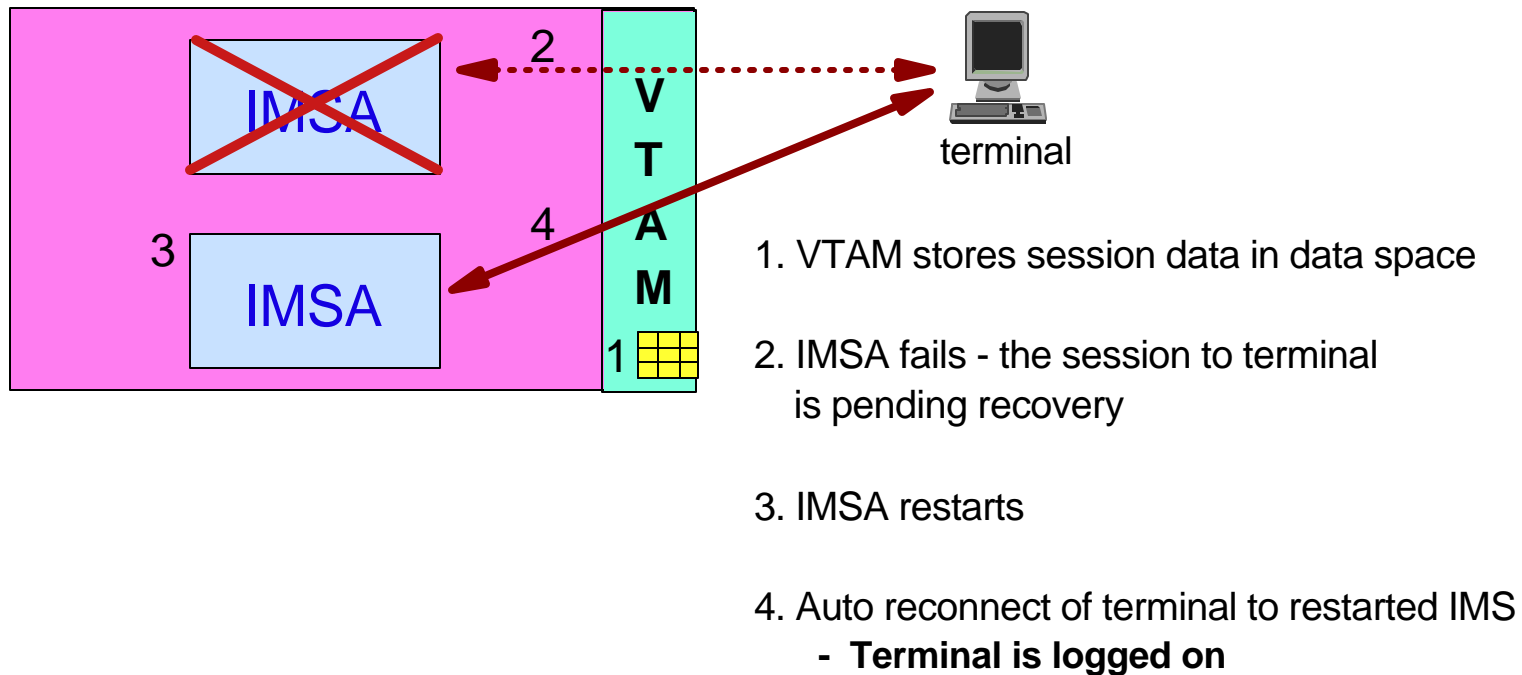 2
IMSA
V
T
A
M
terminal
4
3
IMSA
1
1. VTAM stores session data in data space
2. IMSA fails - the session to terminal
is pending recovery
3. IMSA restarts
4. Auto reconnect of terminal to restarted IMS
- Terminal is logged on